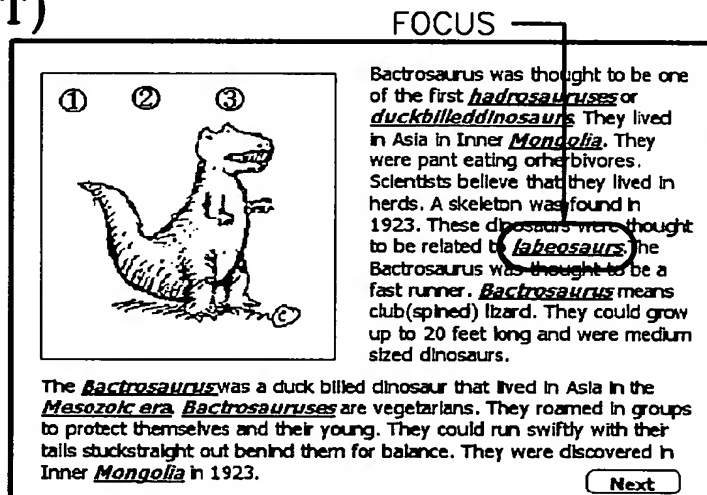 T)
FOCUS
① ② ③
©
Bactrosaurus was thought to be one
of the first hadrosauruses or
duckbilleddinosaurs They lived
in Asia in Inner Mongolia. They
were pant eating orherbivores.
Scientists believe that they lived in
herds. A skeleton was found in
1923. These dinosaurs were thought
to be related to labeosaurs. The
Bactrosaurus was thought to be a
fast runner. Bactrosaurus means
club(spined) lizard. They could grow
up to 20 feet long and were medium
sized dinosaurs.
The Bactrosaurus was a duck billed dinosaur that lived in Asia in the
Mesozoic era Bactrosauruses are vegetarians. They roamed in groups
to protect themselves and their young. They could run swiftly with their
tails stuckstraight out benind them for balance. They were discovered in
Inner Mongolia in 1923.
Next